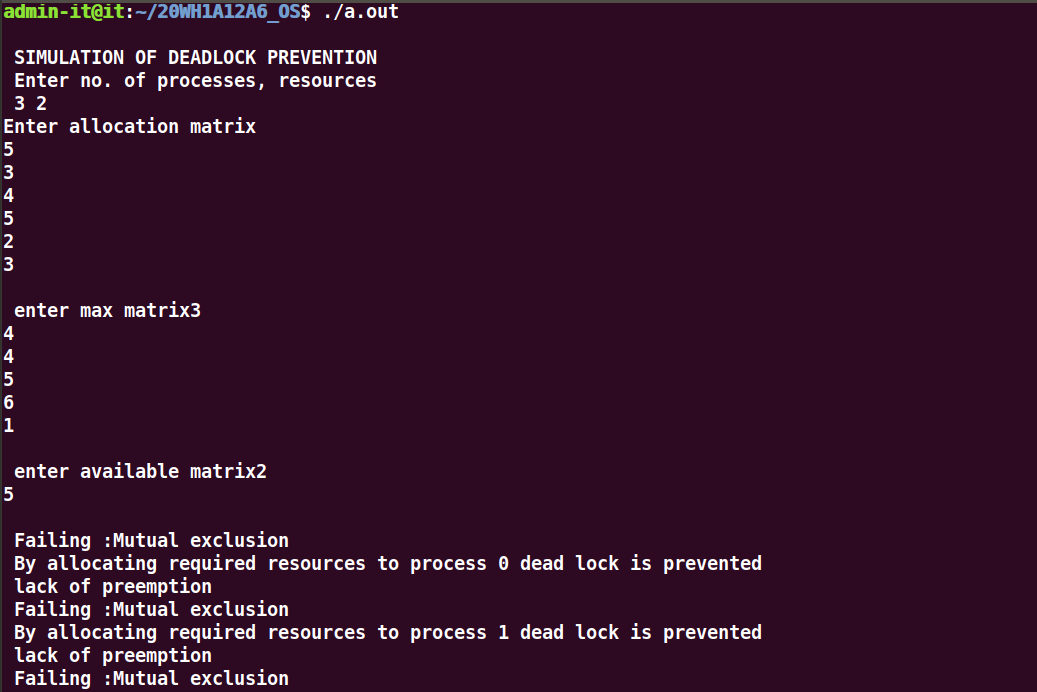 admin-it@it:~/20WH1A12A6_OS$ ./a.out
SIMULATION OF DEADLOCK PREVENTION
Enter no. of processes, resources
3 2
Enter allocation matrix
5
3
4
5
2
3
enter max matrix3
4
4
5
6
1
enter available matrix2
5
Failing :Mutual exclusion
By allocating required resources to process 0 dead lock is prevented
lack of preemption
Failing :Mutual exclusion
By allocating required resources to process 1 dead lock is prevented
lack of preemption
Failing :Mutual exclusion